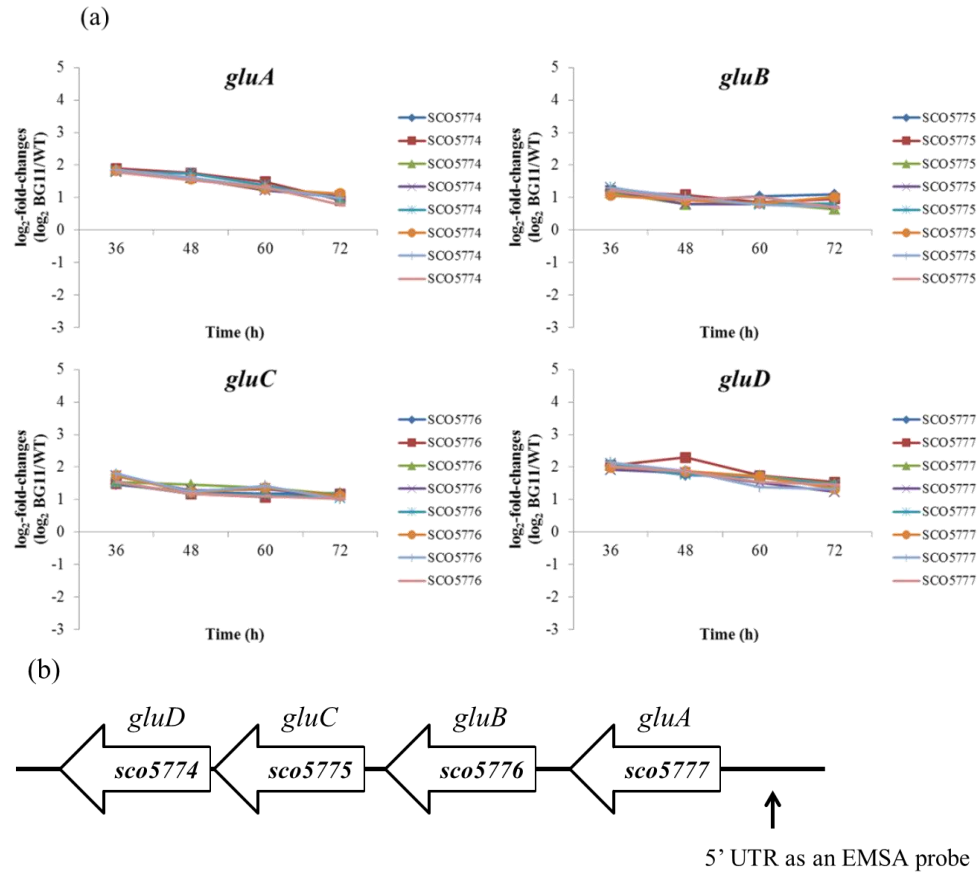 (a)
gluA
log2-fold-changes
(log2 BG11/WT)
5
4
3
2
1
0
-1
-2
-3
36 48 60 72
Time (h)
SCO5774
SCO5774
SCO5774
SCO5774
SCO5774
SCO5774
SCO5774
SCO5774
gluB
log2-fold-changes
(log2 BG11/WT)
5
4
3
2
1
0
-1
-2
-3
36 48 60 72
Time (h)
SCO5775
SCO5775
SCO5775
SCO5775
SCO5775
SCO5775
SCO5775
SCO5775
gluC
log2-fold-changes
(log2 BG11/WT)
5
4
3
2
1
0
-1
-2
-3
36 48 60 72
Time (h)
SCO5776
SCO5776
SCO5776
SCO5776
SCO5776
SCO5776
SCO5776
SCO5776
gluD
log2-fold-changes
(log2 BG11/WT)
5
4
3
2
1
0
-1
-2
-3
36 48 60 72
Time (h)
SCO5777
SCO5777
SCO5777
SCO5777
SCO5777
SCO5777
SCO5777
SCO5777
(b)
gluD gluC gluB gluA
sco5774 sco5775 sco5776 sco5777
5’ UTR as an EMSA probe